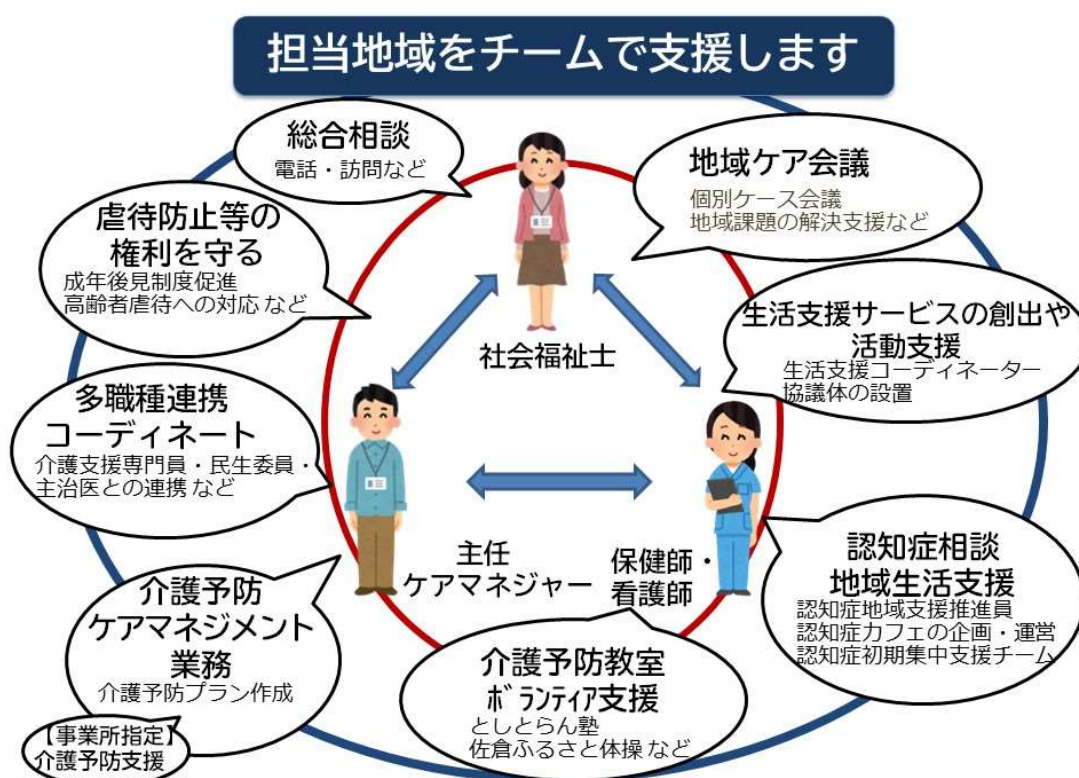 担当地域をチームで支援します
総合相談
電話・訪問など
地域ケア会議
個別ケース会議
地域課題の解決支援など
虐待防止等の
権利を守る
成年後見制度促進
高齢者虐待への対応 など
生活支援サービスの創出や
活動支援
生活支援コーディネーター
協議体の設置
社会福祉士
多職種連携
コーディネート
介護支援専門員・民生委員・
主治医との連携 など
主任
ケアマネジャー
保健師・
看護師
認知症相談
地域生活支援
認知症地域支援推進員
認知症カフェの企画・運営
認知症初期集中支援チーム
介護予防
ケアマネジメント
業務
介護予防プラン作成
【事業所指定】
介護予防支援
介護予防教室
ボランティア支援
としとらん塾
佐倉ふるさと体操 など